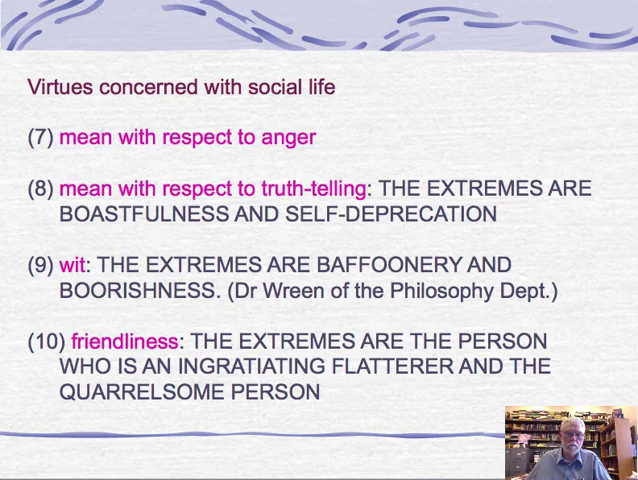 Virtues concerned with social life
(7) mean with respect to anger
(8) mean with respect to truth-telling: THE EXTREMES ARE
BOASTFULNESS AND SELF-DEPRECATION
(9) wit: THE EXTREMES ARE BAFFOONERY AND
BOORISHNESS. (Dr Wreen of the Philosophy Dept.)
(10) friendliness: THE EXTREMES ARE THE PERSON
WHO IS AN INGRATIATING FLATTERER AND THE
QUARRELSOME PERSON